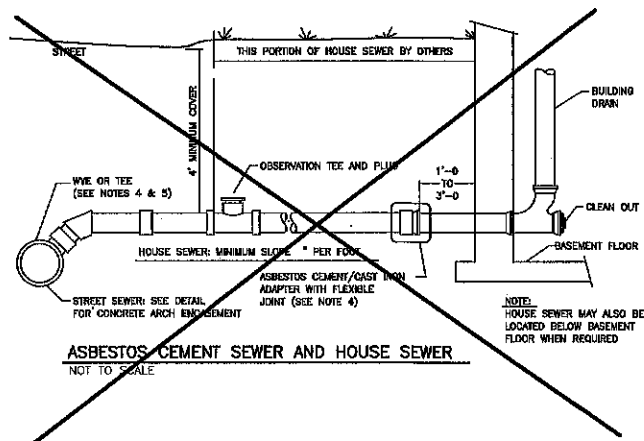 STREET
THIS PORTION OF HOUSE SEWER BY OTHERS
4' MINIMUM COVER
BUILDING
DRAIN
OBSERVATION TEE AND PLUG
1'-0
TO
3'-0
WYE OR TEE
(SEE NOTES 4 & 5)
CLEAN OUT
HOUSE SEWER: MINIMUM SLOPE " PER FOOT
BASEMENT FLOOR
ASBESTOS CEMENT/CAST IRON
ADAPTER WITH FLEXIBLE
JOINT (SEE NOTE 4)
STREET SEWER: SEE DETAIL
FOR CONCRETE ARCH ENCASEMENT
NOTE:
HOUSE SEWER MAY ALSO BE
LOCATED BELOW BASEMENT
FLOOR WHEN REQUIRED
ASBESTOS CEMENT SEWER AND HOUSE SEWER
NOT TO SCALE